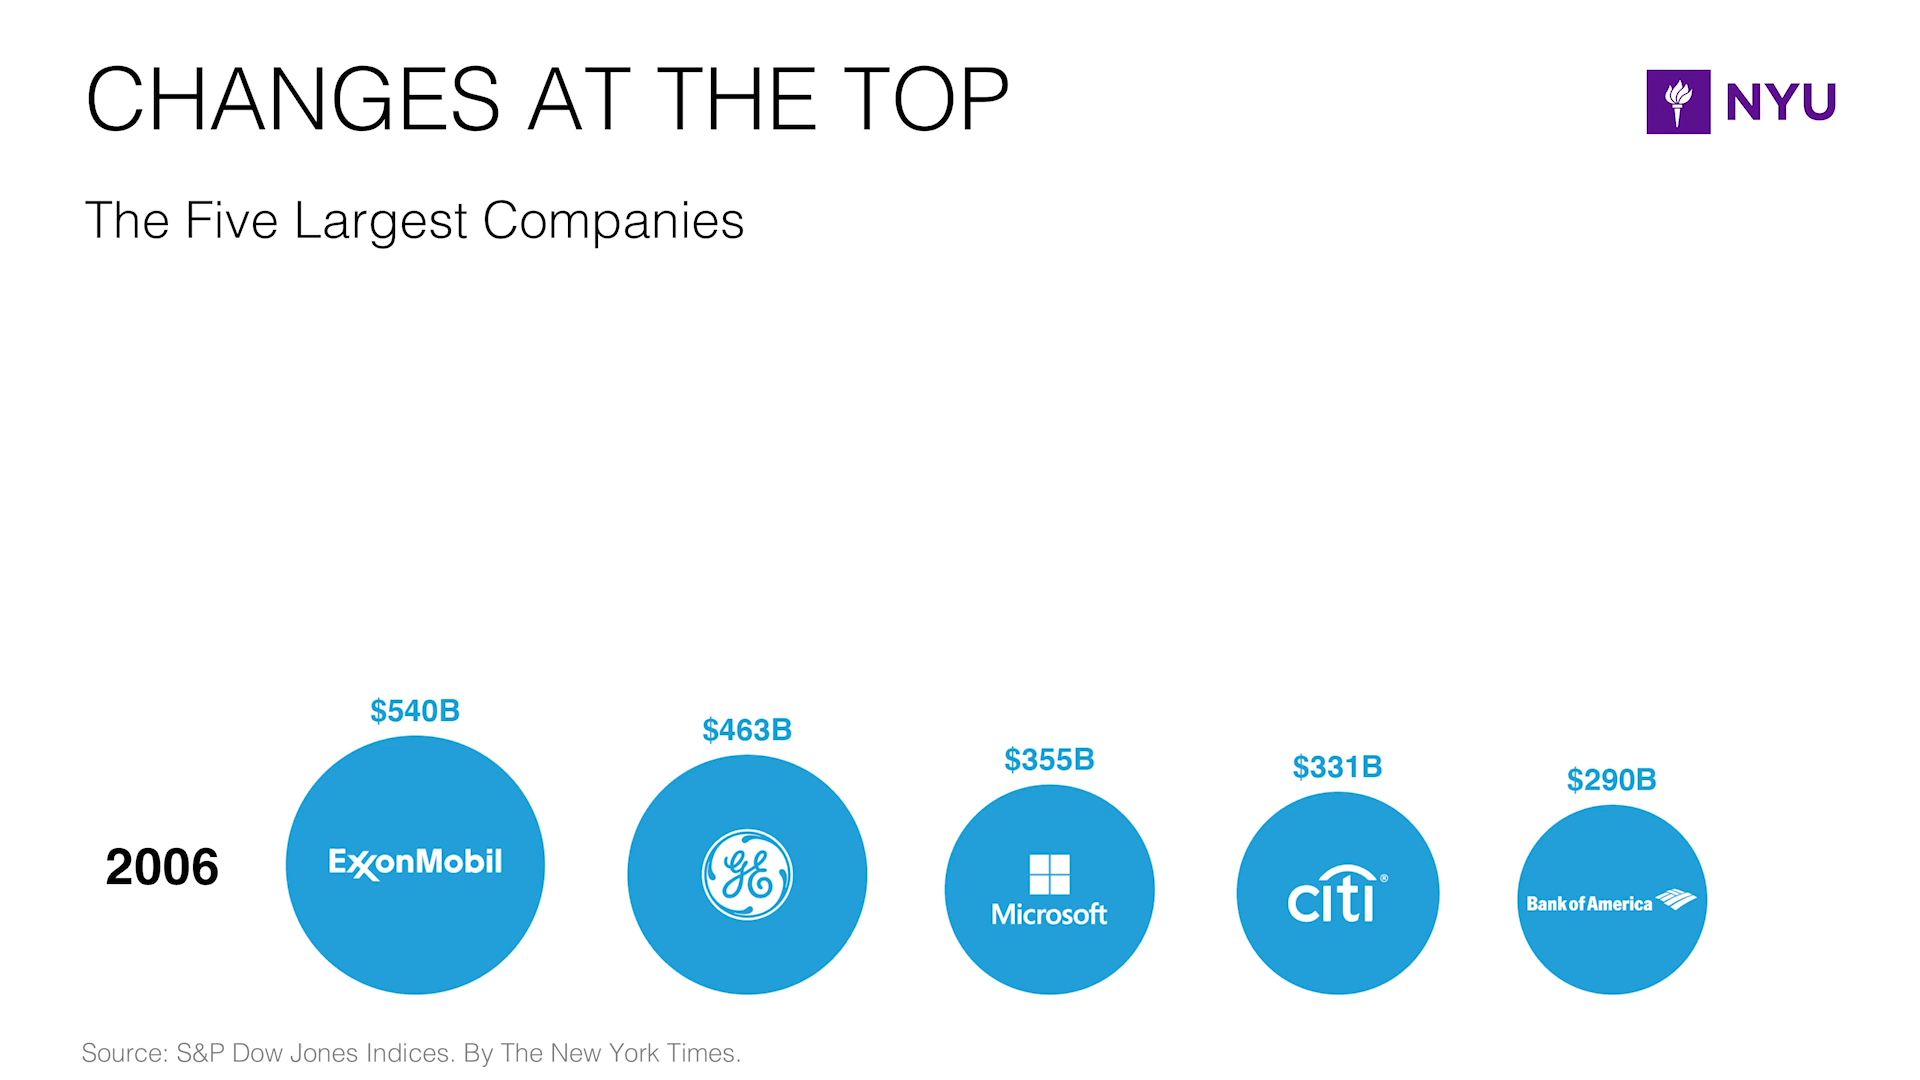 CHANGES AT THE TOP
NYU
The Five Largest Companies
$540B
$463B
$355B
$331B
$290B
2006
ExxonMobil
GE
Microsoft
citi®
Bank of America
Source: S&P Dow Jones Indices. By The New York Times.